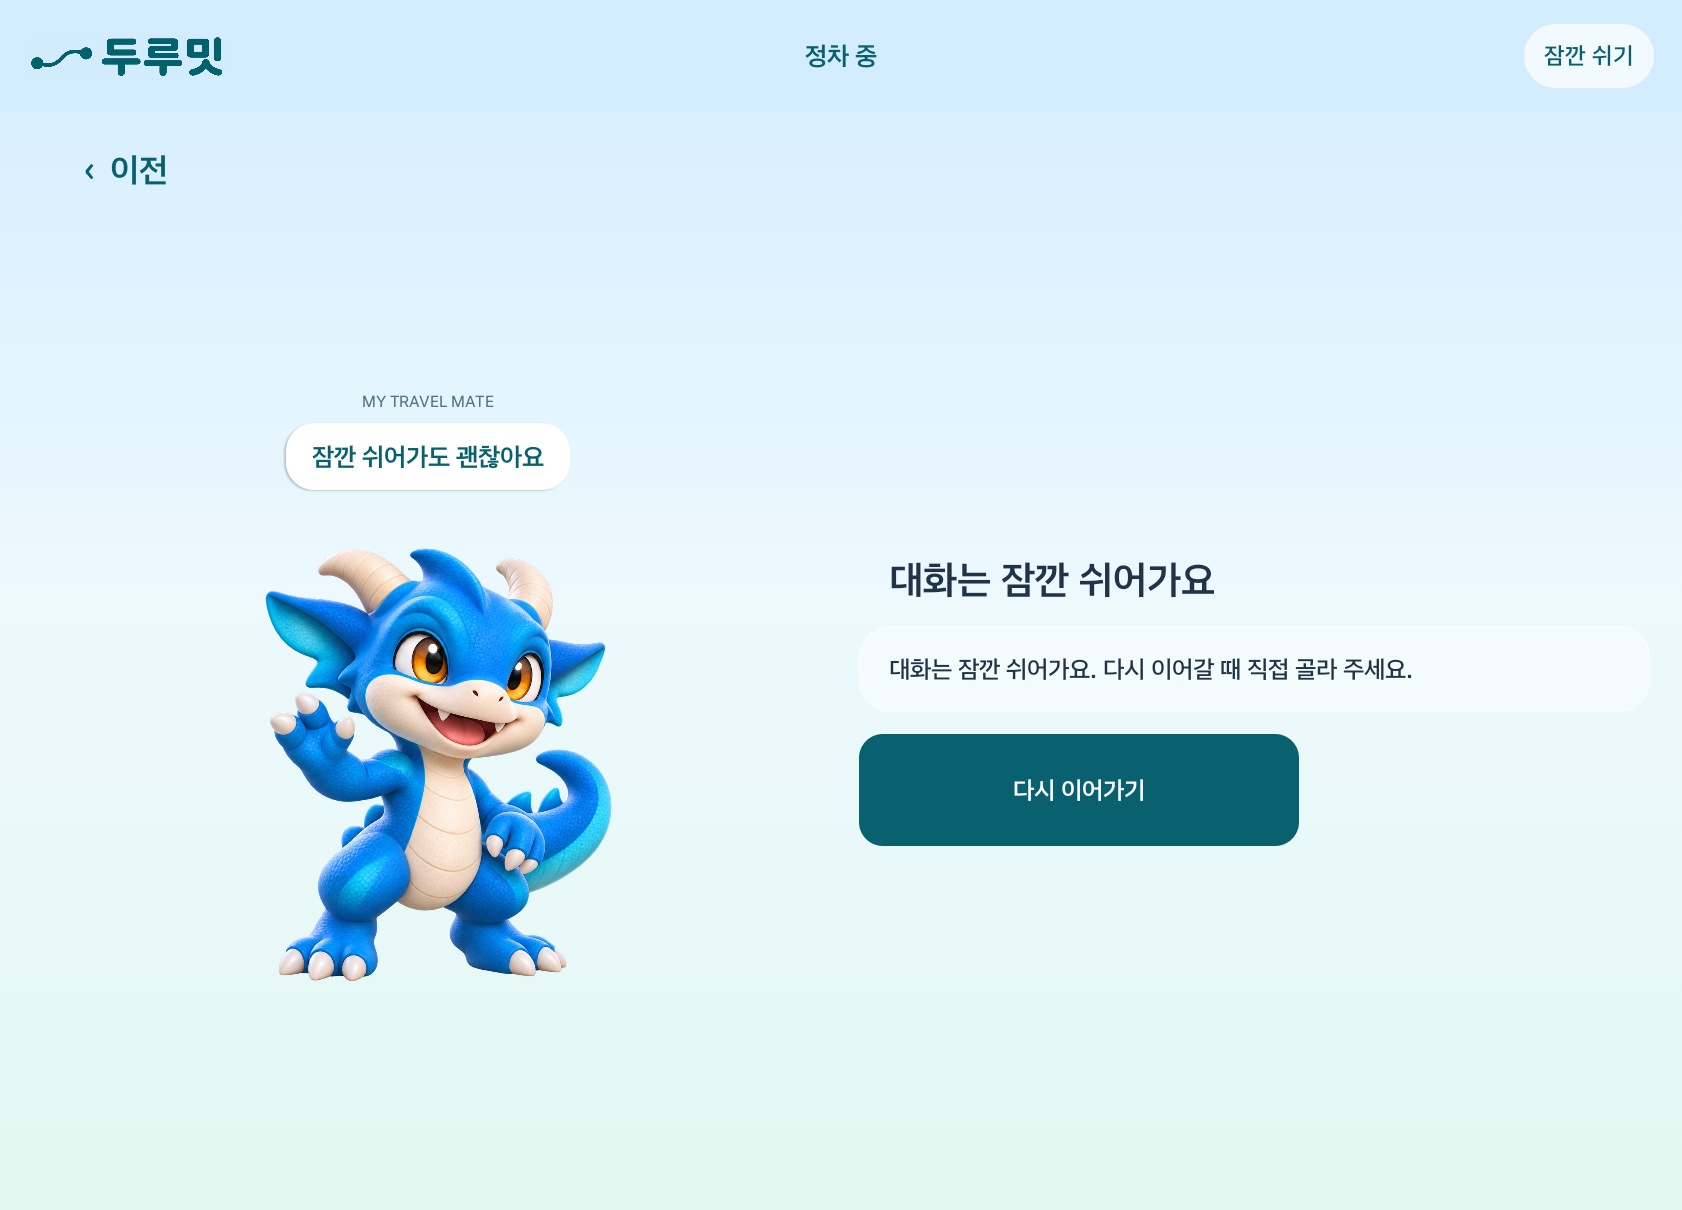 두루밋
정차 중
잠깐 쉬기
‹ 이전
MY TRAVEL MATE
잠깐 쉬어가도 괜찮아요
대화는 잠깐 쉬어가요
대화는 잠깐 쉬어가요. 다시 이어갈 때 직접 골라 주세요.
다시 이어가기